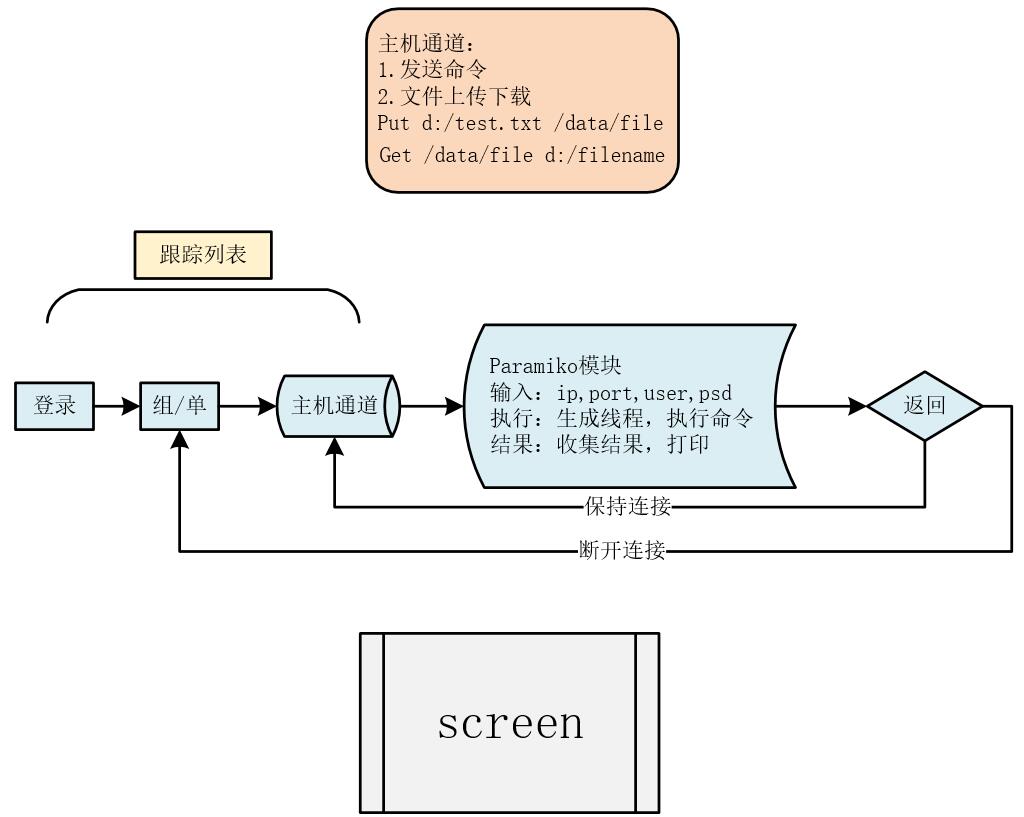 主机通道：
1.发送命令
2.文件上传下载
Put d:/test.txt /data/file
Get /data/file d:/filename
跟踪列表
登录
组/单
主机通道
Paramiko模块
输入：ip,port,user,psd
执行：生成线程，执行命令
结果：收集结果，打印
返回
保持连接
断开连接
screen